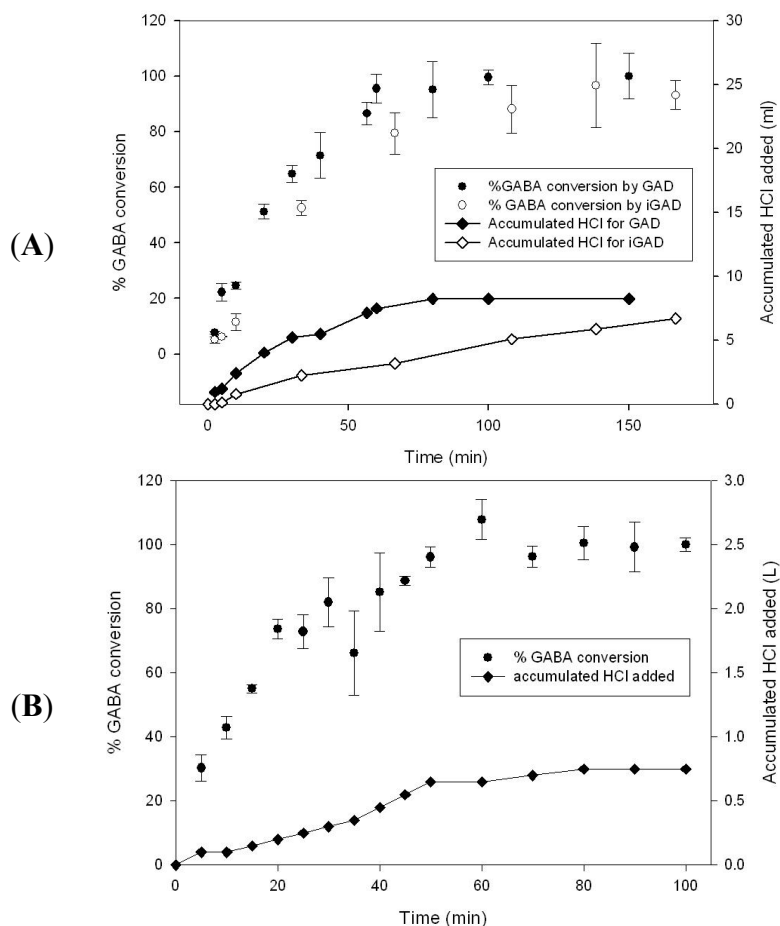 (A)
120
100
80
60
40
20
0
% GABA conversion
30
25
20
15
10
5
0
Accumulated HCl added (ml)
%GABA conversion by GAD
% GABA conversion by iGAD
Accumulated HCl for GAD
Accumulated HCl for iGAD
0 50 100 150
Time (min)
(B)
120
100
80
60
40
20
0
% GABA conversion
3.0
2.5
2.0
1.5
1.0
0.5
0.0
Accumulated HCl added (L)
% GABA conversion
accumulated HCl added
0 20 40 60 80 100
Time (min)